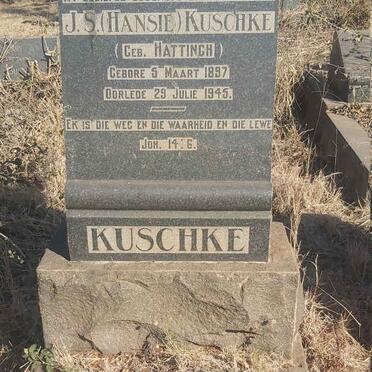 J.S. (HANSIE) KUSCHKE
(GEB. HATTINGH)
GEBORE 5 MAART 1897
OORLEDE 29 JULIE 1945.
EK IS DIE WEG EN DIE WAARHEID EN DIE LEWE
JOH. 14:6.
KUSCHKE